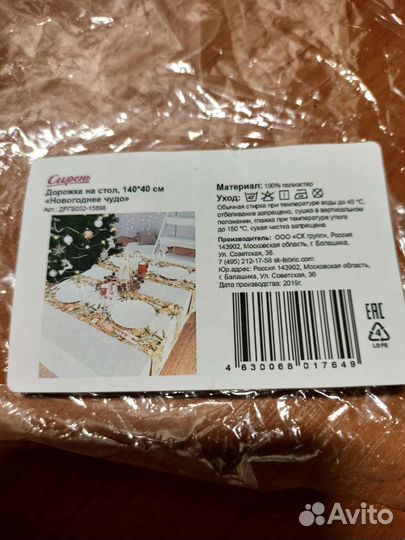 Сирень
Дорожка на стол, 140*40 см
«Новогоднее чудо»
Арт.: ДРГБ052-15898
Материал: 100% полиэстер
Уход:
Обычная стирка при температуре воды до 40 °C,
отбеливание запрещено, сушка в вертикальном
положении, глажка при температуре утюга
до 150 °C, сухая чистка запрещена.
Производитель: ООО «СК групп», Россия
143902, Московская область, г. Балашиха,
Ул. Советская, 36
7 (495) 212-17-58 sk-fabric.com
Юр.адрес: Россия 143902, Московская область,
г. Балашиха, Ул. Советская, 36
Дата производства: 2019г.
4 630068 017649
EAC
4
LDPE
Avito